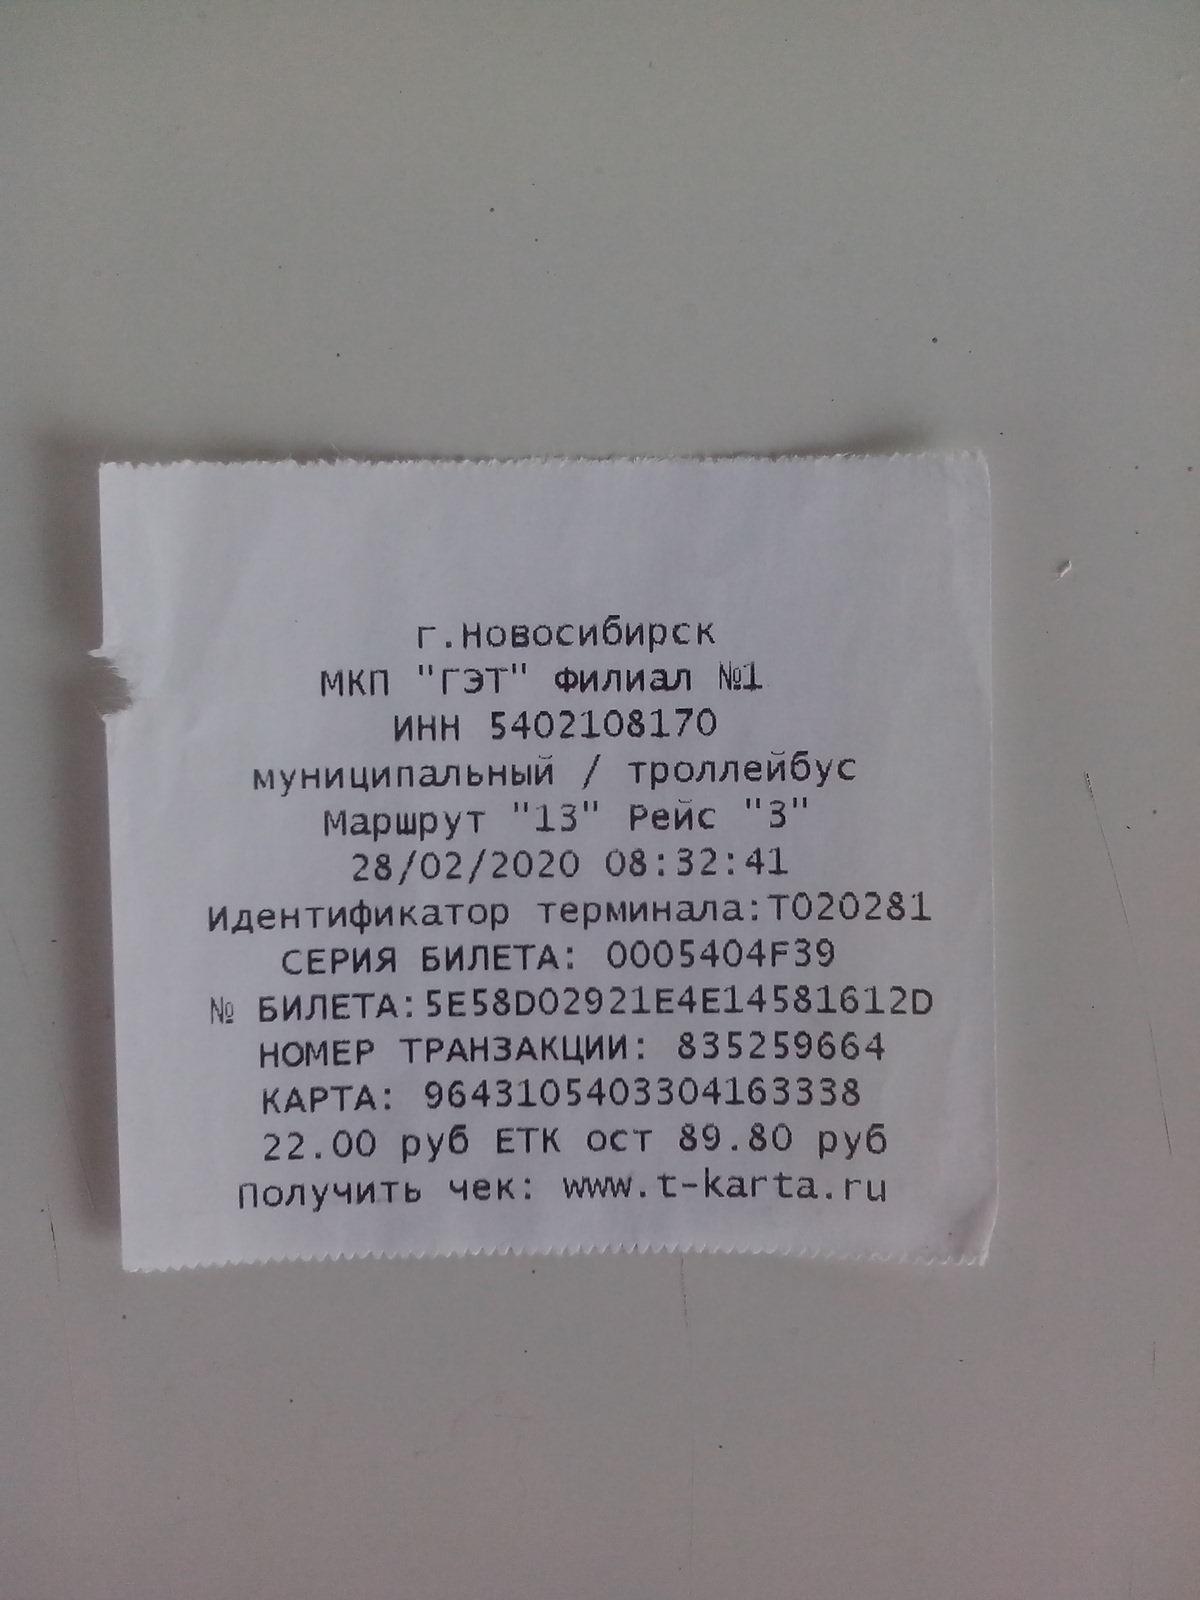 г.Новосибирск
МКП "ГЭТ" Филиал №1
ИНН 5402108170
муниципальный / троллейбус
Маршрут "13" Рейс "3"
28/02/2020 08:32:41
Идентификатор терминала:Т020281
СЕРИЯ БИЛЕТА: 0005404F39
№ БИЛЕТА:5E58D02921E4E14581612D
НОМЕР ТРАНЗАКЦИИ: 835259664
КАРТА: 9643105403304163338
22.00 руб ЕТК ост 89.80 руб
Получить чек: www.t-karta.ru